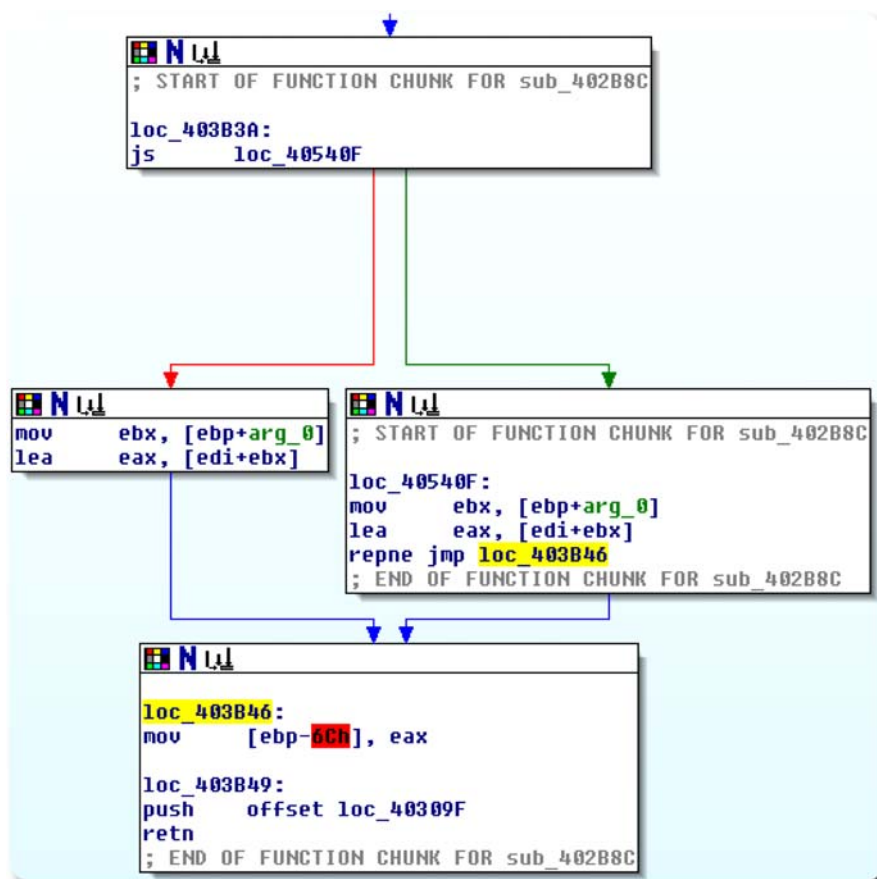 ; START OF FUNCTION CHUNK FOR sub_402B8C
loc_403B3A:
js loc_40540F
mov ebx, [ebp+arg_0]
lea eax, [edi+ebx]
; START OF FUNCTION CHUNK FOR sub_402B8C
loc_40540F:
mov ebx, [ebp+arg_0]
lea eax, [edi+ebx]
repne jmp loc_403B46
; END OF FUNCTION CHUNK FOR sub_402B8C
loc_403B46:
mov [ebp-6Ch], eax
loc_403B49:
push offset loc_40309F
retn
; END OF FUNCTION CHUNK FOR sub_402B8C